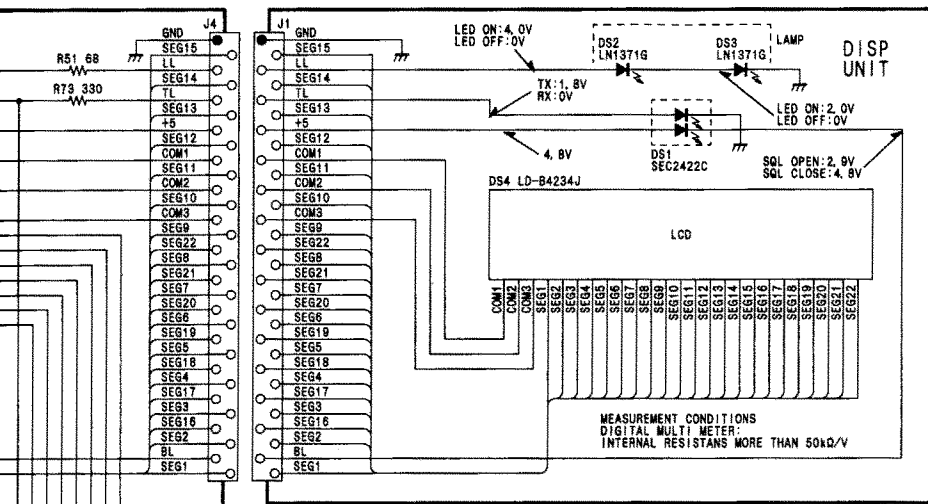 J4
GND
SEG15
LL
SEG14
TL
SEG13
+5
SEG12
COM1
SEG11
COM2
SEG10
COM3
SEG9
SEG22
SEG8
SEG21
SEG7
SEG20
SEG6
SEG19
SEG5
SEG18
SEG4
SEG17
SEG3
SEG16
SEG2
BL
SEG1
R51 68
R73 330
J1
GND
SEG15
LL
SEG14
TL
SEG13
+5
SEG12
COM1
SEG11
COM2
SEG10
COM3
SEG9
SEG22
SEG8
SEG21
SEG7
SEG20
SEG6
SEG19
SEG5
SEG18
SEG4
SEG17
SEG3
SEG16
SEG2
BL
SEG1
LED ON:4.0V
LED OFF:0V
DS2
LN1371G
DS3
LN1371G
LAMP
DISP
UNIT
TX:1.8V
RX:0V
LED ON:2.0V
LED OFF:0V
4.8V
DS1
SEC2422C
SQL OPEN:2.9V
SQL CLOSE:4.8V
DS4 LD-B4234J
LCD
COM1
COM2
COM3
SEG1
SEG2
SEG3
SEG4
SEG5
SEG6
SEG7
SEG8
SEG9
SEG10
SEG11
SEG12
SEG13
SEG14
SEG15
SEG16
SEG17
SEG18
SEG19
SEG20
SEG21
SEG22
MEASUREMENT CONDITIONS
DIGITAL MULTI METER:
INTERNAL RESISTANS MORE THAN 50kΩ/V